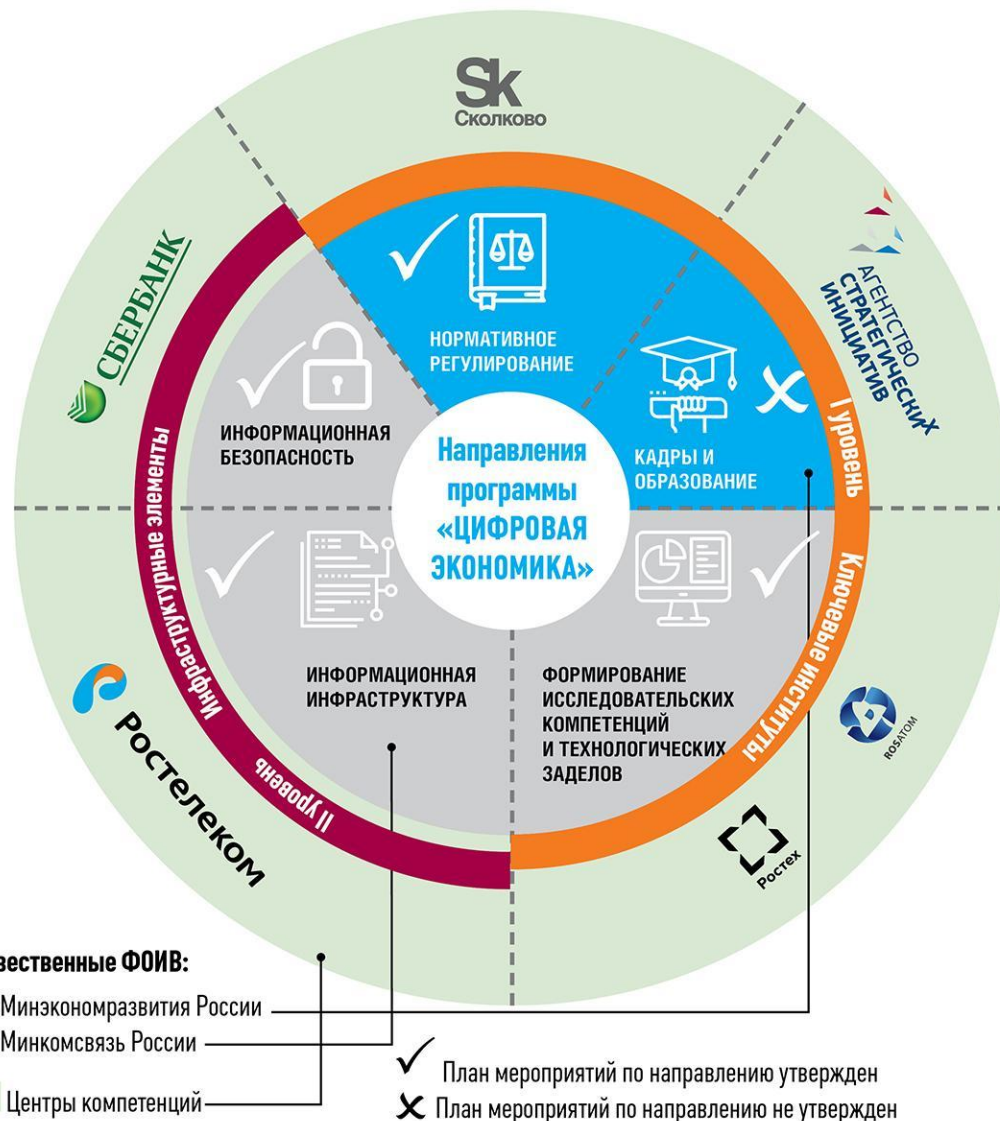 Sk
Сколково
СБЕРБАНК
АГЕНТСТВО
СТРАТЕГИЧЕСКИХ
ИНИЦИАТИВ
НОРМАТИВНОЕ
РЕГУЛИРОВАНИЕ
ИНФОРМАЦИОННАЯ
БЕЗОПАСНОСТЬ
КАДРЫ И
ОБРАЗОВАНИЕ
Направления
программы
«ЦИФРОВАЯ
ЭКОНОМИКА»
I уровень
Ключевые институты
Инфраструктурные элементы
II уровень
ИНФОРМАЦИОННАЯ
ИНФРАСТРУКТУРА
ФОРМИРОВАНИЕ
ИССЛЕДОВАТЕЛЬСКИХ
КОМПЕТЕНЦИЙ
И ТЕХНОЛОГИЧЕСКИХ
ЗАДЕЛОВ
Ростелеком
ROSATOM
Ростех
вественные ФОИВ:
Минэкономразвития России
Минкомсвязь России
Центры компетенций
План мероприятий по направлению утвержден
План мероприятий по направлению не утвержден